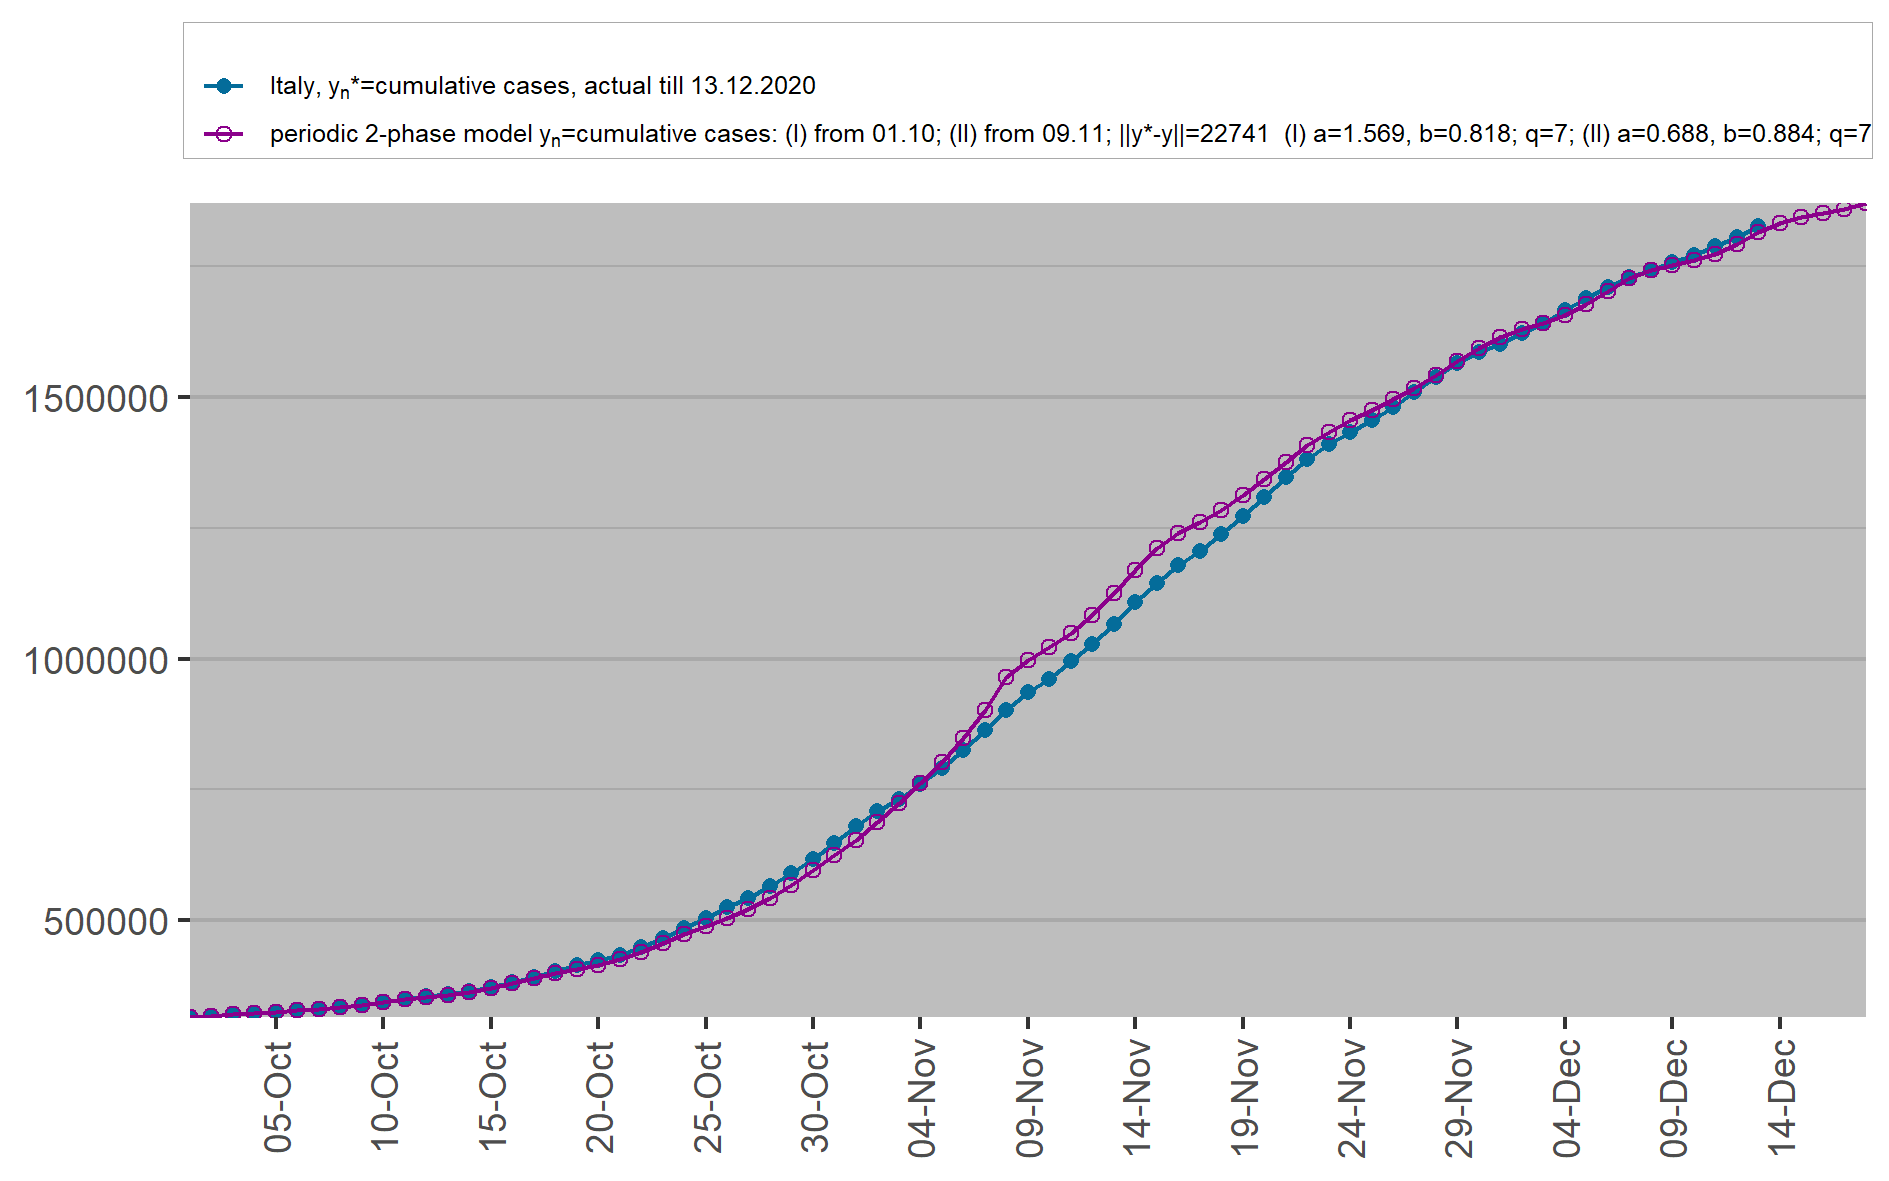 Italy, yn*=cumulative cases, actual till 13.12.2020
periodic 2-phase model yn=cumulative cases: (I) from 01.10; (II) from 09.11; ||y*-y||=22741  (I) a=1.569, b=0.818; q=7; (II) a=0.688, b=0.884; q=7
1500000
1000000
500000
05-Oct
10-Oct
15-Oct
20-Oct
25-Oct
30-Oct
04-Nov
09-Nov
14-Nov
19-Nov
24-Nov
29-Nov
04-Dec
09-Dec
14-Dec